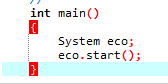 //
int main()
{
    System eco;
    eco.start();
}